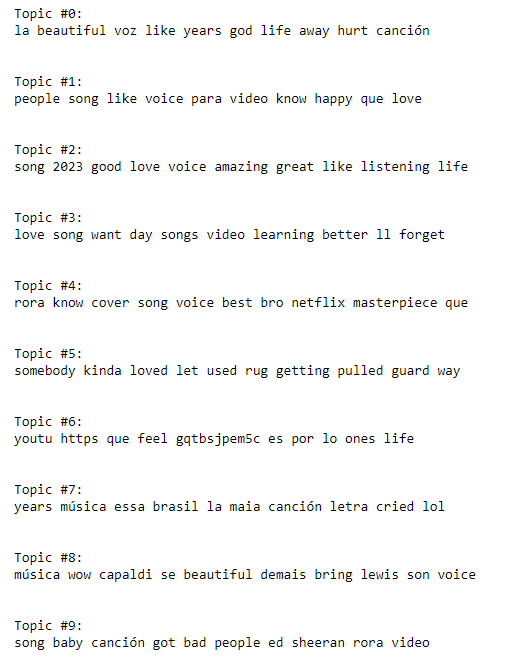 Topic #0:
la beautiful voz like years god life away hurt canción
Topic #1:
people song like voice para video know happy que love
Topic #2:
song 2023 good love voice amazing great like listening life
Topic #3:
love song want day songs video learning better ll forget
Topic #4:
rora know cover song voice best bro netflix masterpiece que
Topic #5:
somebody kinda loved let used rug getting pulled guard way
Topic #6:
youtu https que feel gqtbsjpem5c es por lo ones life
Topic #7:
years música essa brasil la maia canción letra cried lol
Topic #8:
música wow capaldi se beautiful demais bring lewis son voice
Topic #9:
song baby canción got bad people ed sheeran rora video